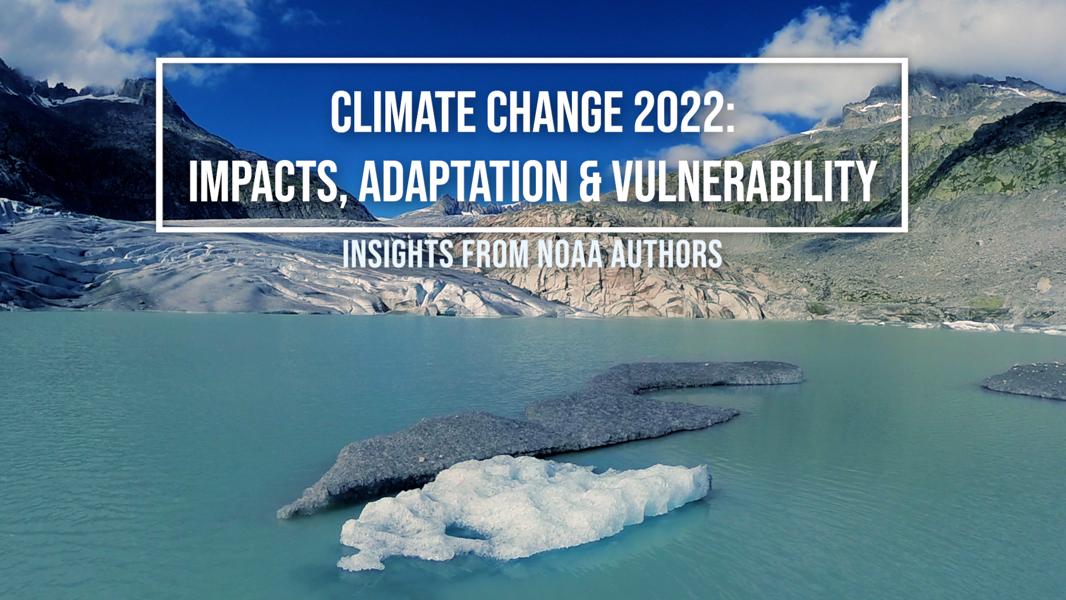 CLIMATE CHANGE 2022:
IMPACTS, ADAPTATION & VULNERABILITY
INSIGHTS FROM NOAA AUTHORS